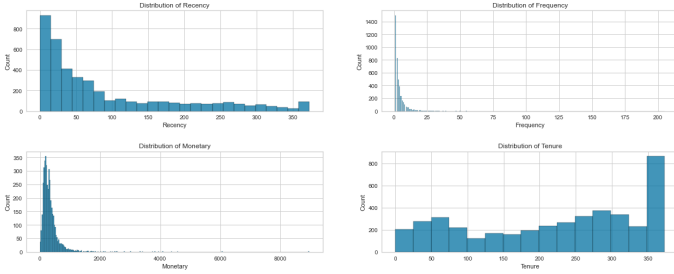 Distribution of Recency
Count
800
600
400
200
0
0 50 100 150 200 250 300 350
Recency
Distribution of Frequency
Count
1400
1200
1000
800
600
400
200
0
0 25 50 75 100 125 150 175 200
Frequency
Distribution of Monetary
Count
350
300
250
200
150
100
50
0
0 2000 4000 6000 8000
Monetary
Distribution of Tenure
Count
800
600
400
200
0
0 50 100 150 200 250 300 350
Tenure